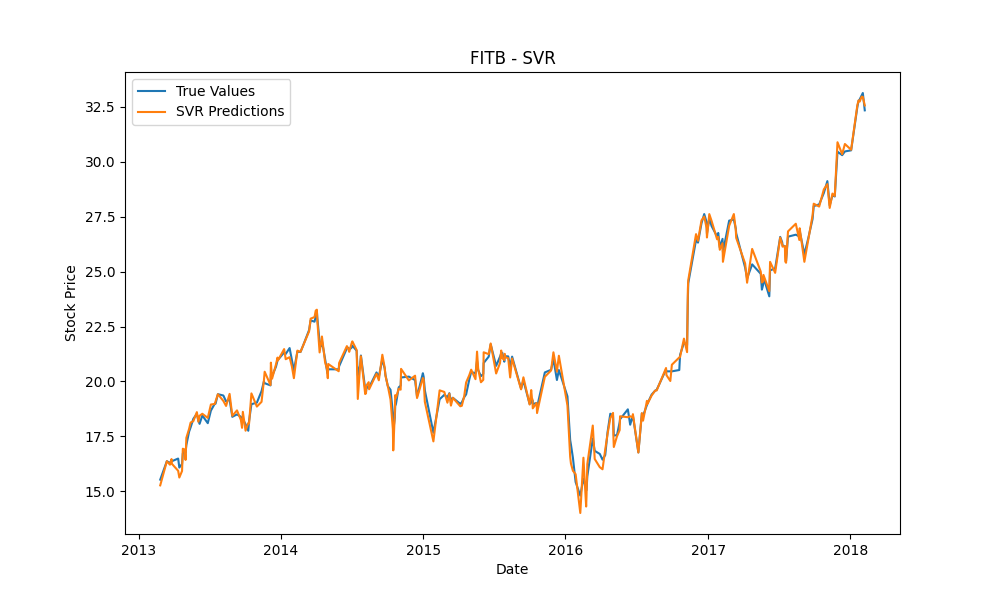 FITB - SVR
True Values
SVR Predictions
Stock Price
32.5
30.0
27.5
25.0
22.5
20.0
17.5
15.0
2013 2014 2015 2016 2017 2018
Date